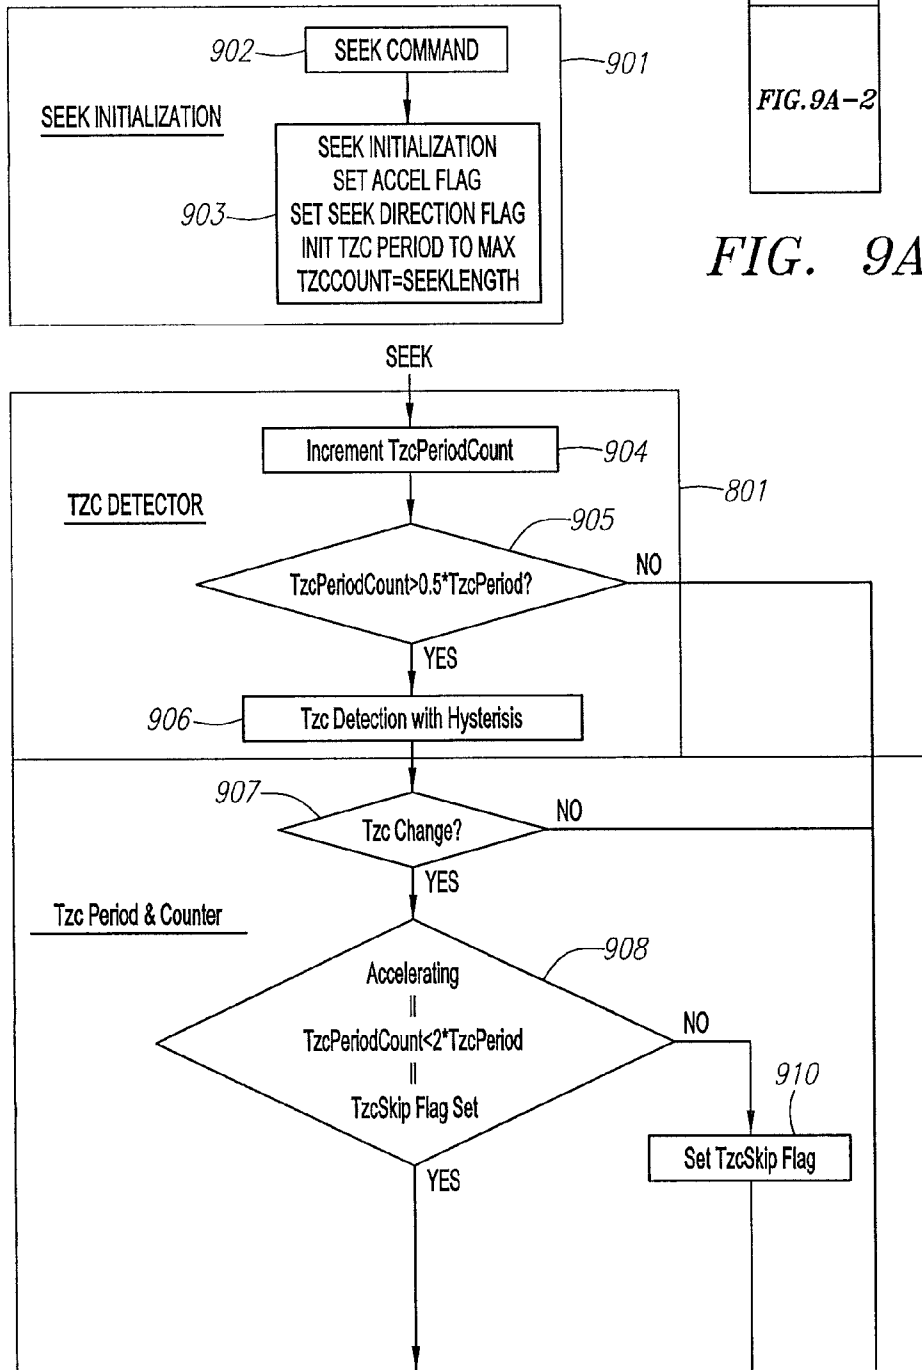 902
SEEK COMMAND
901
SEEK INITIALIZATION
SEEK INITIALIZATION
SET ACCEL FLAG
903
SET SEEK DIRECTION FLAG
INIT TZC PERIOD TO MAX
TZCCOUNT=SEEKLENGTH
FIG.9A-2
FIG. 9A
SEEK
Increment TzcPeriodCount
904
801
TZC DETECTOR
905
TzcPeriodCount>0.5*TzcPeriod?
NO
YES
906
Tzc Detection with Hysterisis
907
Tzc Change?
NO
YES
Tzc Period & Counter
908
Accelerating
||
TzcPeriodCount<2*TzcPeriod
||
TzcSkip Flag Set
NO
910
Set TzcSkip Flag
YES